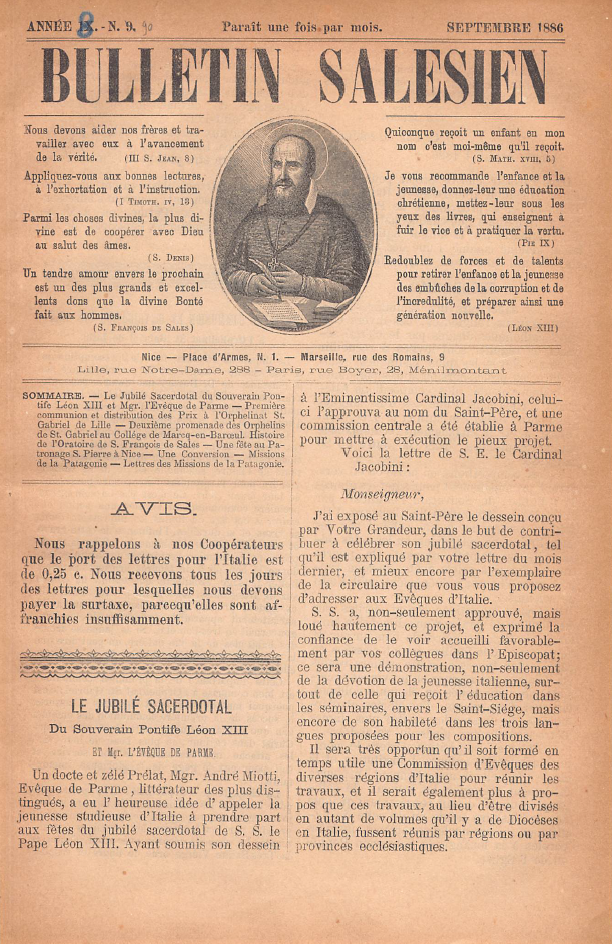 ANNÉE IX. - N. 9. 90
8
Paraît une fois par mois.
SEPTEMBRE 1886
BULLETIN SALESIEN
Nous devons aider nos frères et tra-
vailler avec eux à l'avancement
de la vérité. (III S. JEAN, 8)
Appliquez-vous aux bonnes lectures,
à l'exhortation et à l'instruction.
(I TIMOTH. IV, 13)
Parmi les choses divines, la plus di-
vine est de coopérer avec Dieu
au salut des âmes.
(S. DENIS)
Un tendre amour envers le prochain
est un des plus grands et excel-
lents dons que la divine Bonté
fait aux hommes.
(S. FRANÇOIS DE SALES)
Quiconque reçoit un enfant en mon
nom c'est moi-même qu'il reçoit.
(S. MATH. XVIII, 5)
Je vous recommande l'enfance et la
jeunesse, donnez-leur une éducation
chrétienne, mettez-leur sous les
yeux des livres, qui enseignent à
fuir le vice et à pratiquer la vertu.
(PIE IX)
Redoublez de forces et de talents
pour retirer l'enfance et la jeunesse
des embûches de la corruption et de
l'incredulité, et préparer ainsi une
génération nouvelle.
(LÉON XIII)
Nice — Place d'Armes, N. 1. — Marseille, rue des Romains, 9
Lille, rue Notre-Dame, 288 — Paris, rue Boyer, 28, Ménilmontant
SOMMAIRE. — Le Jubilé Sacerdotal du Souverain Pon-
tife Léon XIII et Mgr. l'Evêque de Parme — Première
communion et distribution des Prix à l'Orphelinat St.
Gabriel de Lille — Deuxième promenade des Orphelins
de St. Gabriel au Collége de Marcq-en-Barœul. Histoire
de l'Oratoire de S. François de Sales — Une fête au Pa-
tronage S. Pierre à Nice — Une Conversion — Missions
de la Patagonie — Lettres des Missions de la Patagonie.
AVIS.
Nous rappelons à nos Coopérateurs
que le port des lettres pour l'Italie est
de 0,25 c. Nous recevons tous les jours
des lettres pour lesquelles nous devons
payer la surtaxe, parcequ'elles sont af-
franchies insuffisamment.
LE JUBILÉ SACERDOTAL
Du Souverain Pontife Léon XIII
ET Mgr. L'ÉVÊQUE DE PARME.
Un docte et zélé Prélat, Mgr. André Miotti,
Evêque de Parme, littérateur des plus dis-
tingués, a eu l'heureuse idée d'appeler la
jeunesse studieuse d'Italie à prendre part
aux fêtes du jubilé sacerdotal de S. S. le
Pape Léon XIII. Ayant soumis son dessein
à l'Eminentissime Cardinal Jacobini, celui-
ci l'approuva au nom du Saint-Père, et une
commission centrale a été établie à Parme
pour mettre à exécution le pieux projet.
Voici la lettre de S. E. le Cardinal
Jacobini :
Monseigneur,
J'ai exposé au Saint-Père le dessein conçu
par Votre Grandeur, dans le but de contri-
buer à célébrer son jubilé sacerdotal, tel
qu'il est expliqué par votre lettre du mois
dernier, et mieux encore par l'exemplaire
de la circulaire que vous vous proposez
d'adresser aux Evêques d'Italie.
S. S. a, non-seulement approuvé, mais
loué hautement ce projet, et exprimé la
confiance de le voir accueilli favorable-
ment par vos collègues dans l'Episcopat;
ce sera une démonstration, non-seulement
de la dévotion de la jeunesse italienne, sur-
tout de celle qui reçoit l'éducation dans
les séminaires, envers le Saint-Siége, mais
encore de son habileté dans les trois lan-
gues proposées pour les compositions.
Il sera très opportun qu'il soit formé en
temps utile une Commission d'Evêques des
diverses régions d'Italie pour réunir les
travaux, et il serait également plus à pro-
pos que ces travaux, au lieu d'être divisés
en autant de volumes qu'il y a de Diocèses
en Italie, fussent réunis par régions ou par
provinces ecclésiastiques.